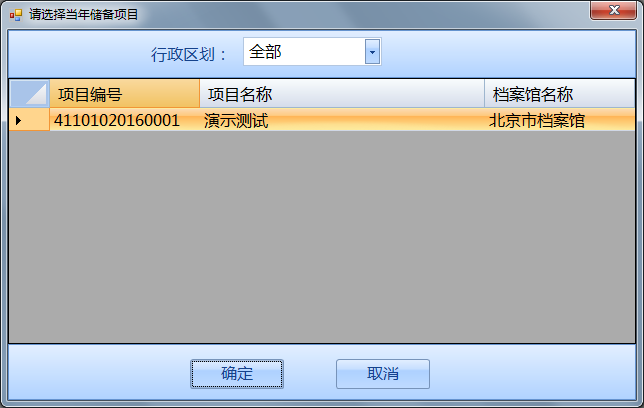 请选择当年储备项目
行政区划： 全部
项目编号 项目名称 档案馆名称
41101020160001 演示测试 北京市档案馆
确定 取消